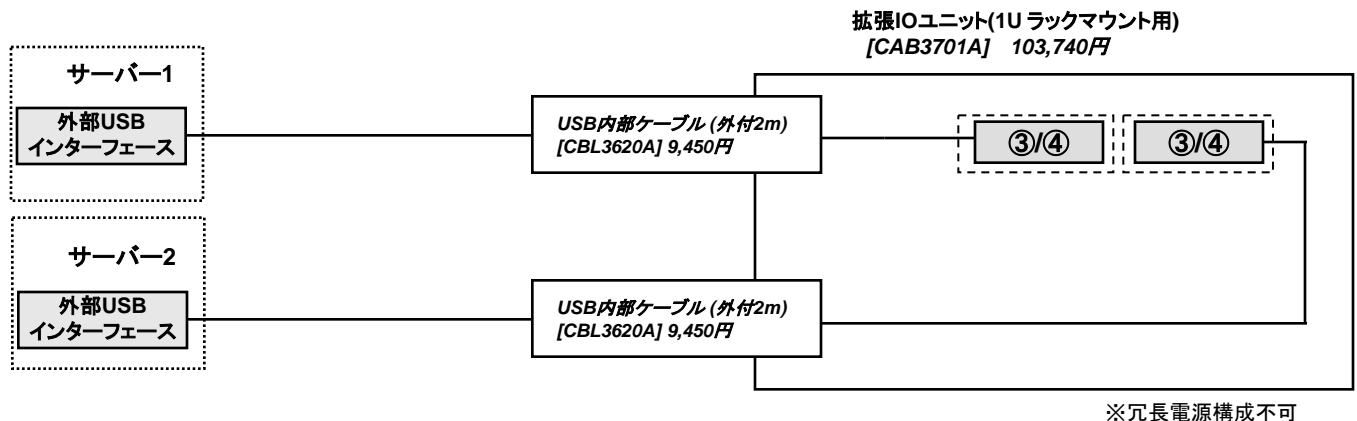 拡張IOユニット(1U ラックマウント用)
[CAB3701A] 103,740円
サーバー1
外部USB
インターフェース
USB内部ケーブル (外付2m)
[CBL3620A] 9,450円
③/④
③/④
サーバー2
外部USB
インターフェース
USB内部ケーブル (外付2m)
[CBL3620A] 9,450円
※冗長電源構成不可